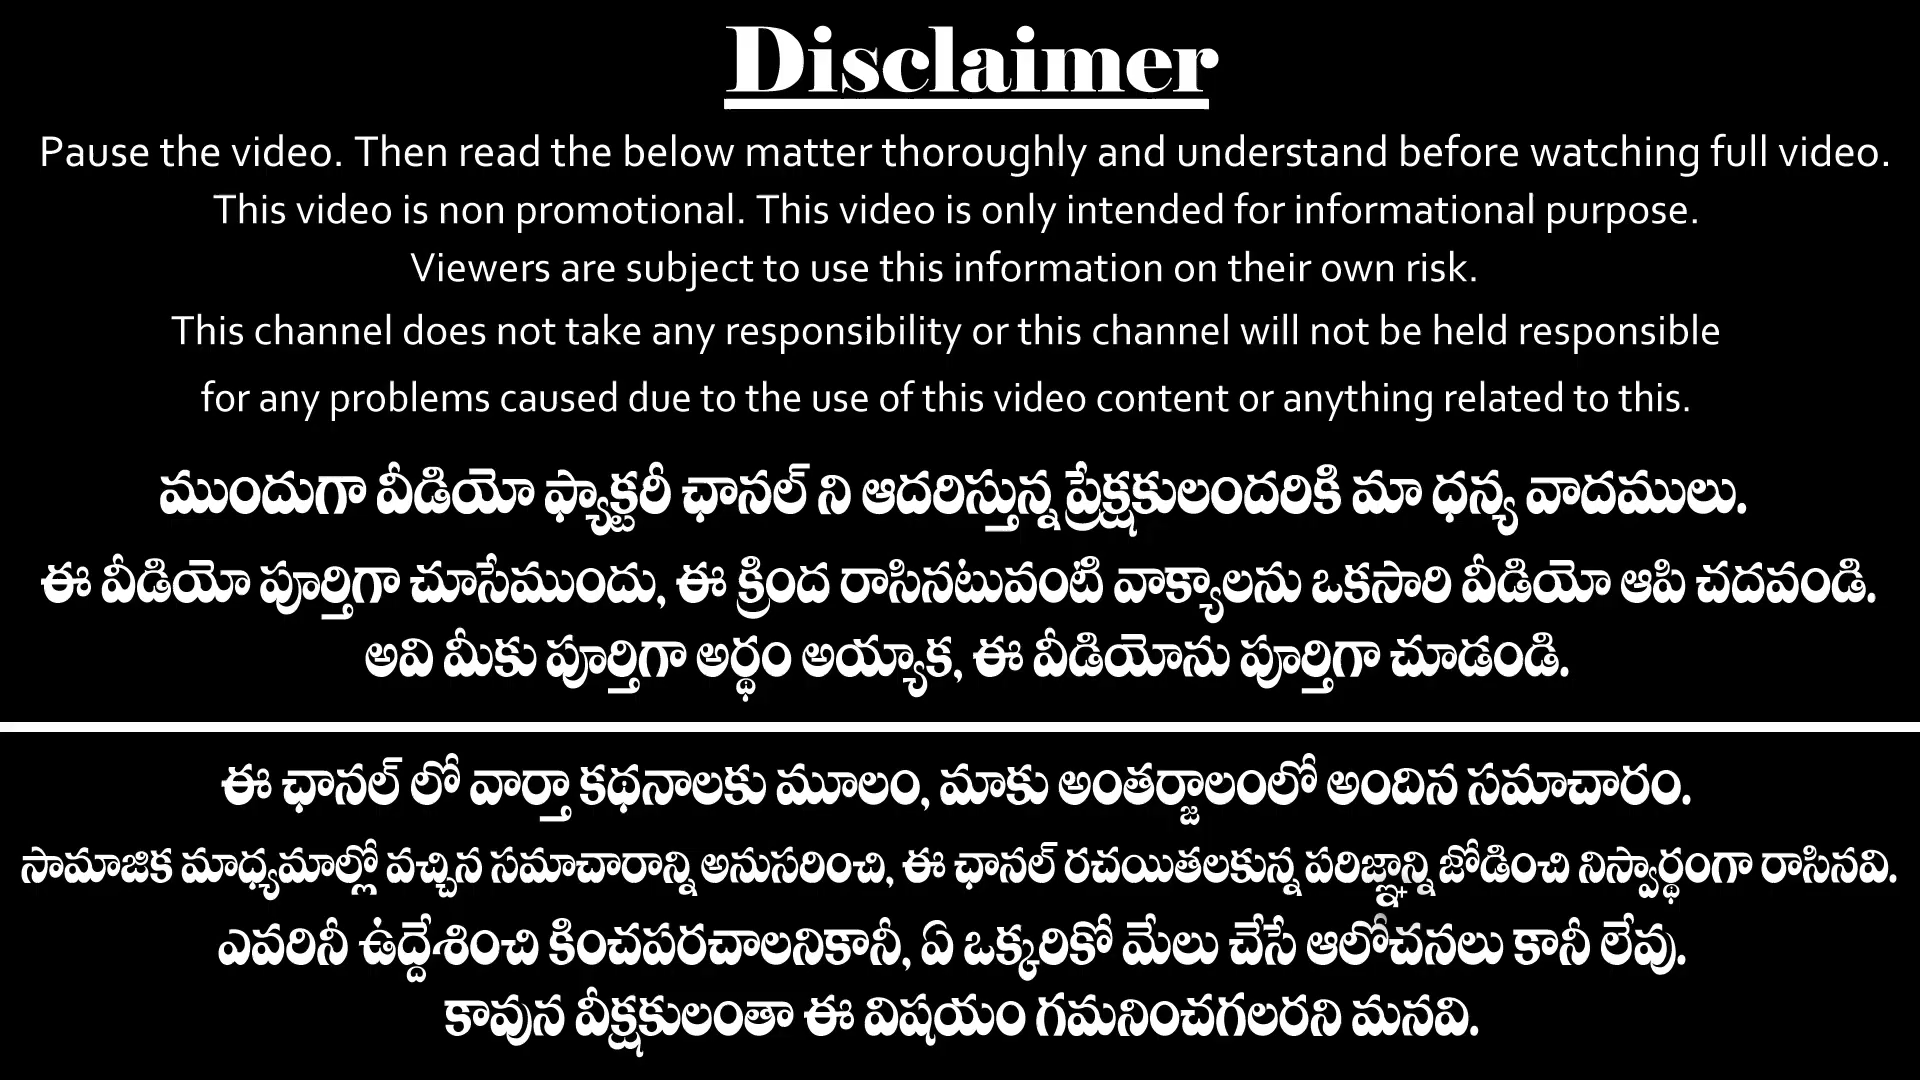 Disclaimer
Pause the video. Then read the below matter thoroughly and understand before watching full video.
This video is non promotional. This video is only intended for informational purpose.
Viewers are subject to use this information on their own risk.
This channel does not take any responsibility or this channel will not be held responsible
for any problems caused due to the use of this video content or anything related to this.
ముందుగా వీడియో ఫ్యాక్టరీ ఛానల్ ని ఆదరిస్తున్న ప్రేక్షకులందరికి మా ధన్య వాదములు.
ఈ వీడియో పూర్తిగా చూసేముందు, ఈ క్రింద రాసినటువంటి వాక్యాలను ఒకసారి వీడియో ఆపి చదవండి.
అవి మీకు పూర్తిగా అర్థం అయ్యాక, ఈ వీడియోను పూర్తిగా చూడండి.
ఈ ఛానల్ లో వార్తా కథనాలకు మూలం, మాకు అంతర్జాలంలో అందిన సమాచారం.
సామాజిక మాధ్యమాల్లో వచ్చిన సమాచారాన్ని అనుసరించి, ఈ ఛానల్ రచయితలకున్న పరిజ్ఞాన్ని జోడించి నిస్వార్థంగా రాసినవి.
ఎవరినీ ఉద్దేశించి కించపరచాలనికానీ, ఏ ఒక్కరికో మేలు చేసే ఆలోచనలు కానీ లేవు.
కావున వీక్షకులంతా ఈ విషయం గమనించగలరని మనవి.